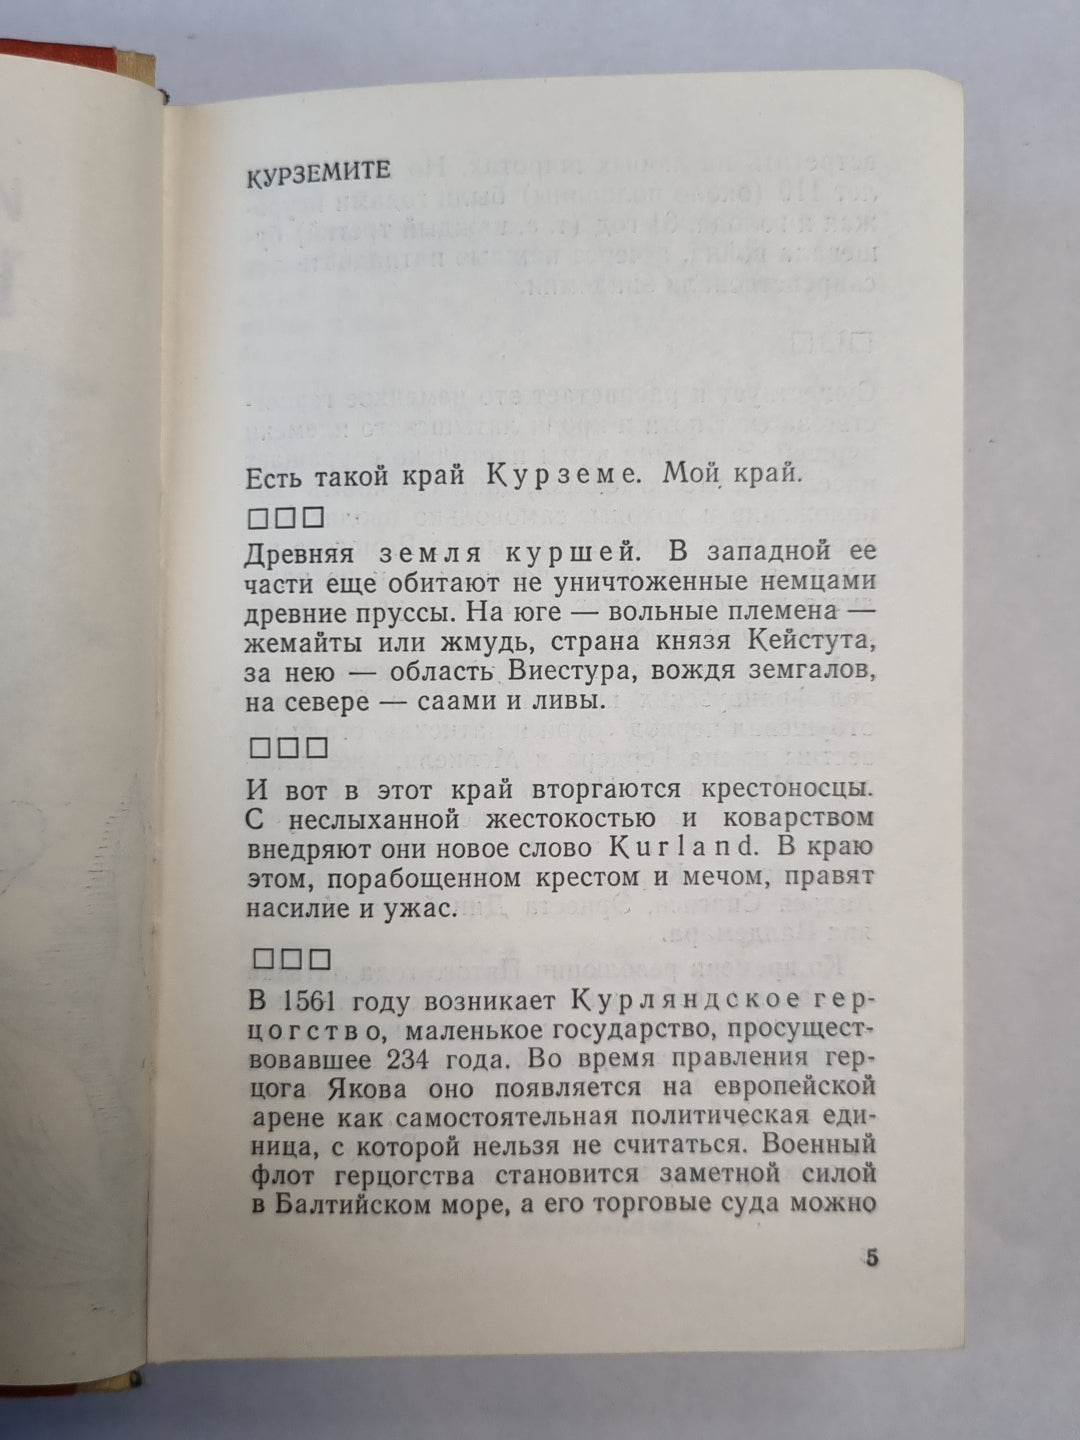 КУРЗЕМИТЕ
Есть такой край Курземе. Мой край.
□□□
Древняя земля куршей. В западной ее
части еще обитают не уничтоженные немцами
древние пруссы. На юге — вольные племена —
жемайты или жмудь, страна князя Кейстута,
за нею — область Виестура, вождя земгалов,
на севере — саами и ливы.
□□□
И вот в этот край вторгаются крестоносцы.
С неслыханной жестокостью и коварством
внедряют они новое слово Kurland. В краю
этом, порабощенном крестом и мечом, правят
насилие и ужас.
□□□
В 1561 году возникает Курляндское гер-
цогство, маленькое государство, просущест-
вовавшее 234 года. Во время правления гер-
цога Якова оно появляется на европейской
арене как самостоятельная политическая еди-
ница, с которой нельзя не считаться. Военный
флот герцогства становится заметной силой
в Балтийском море, а его торговые суда можно
5